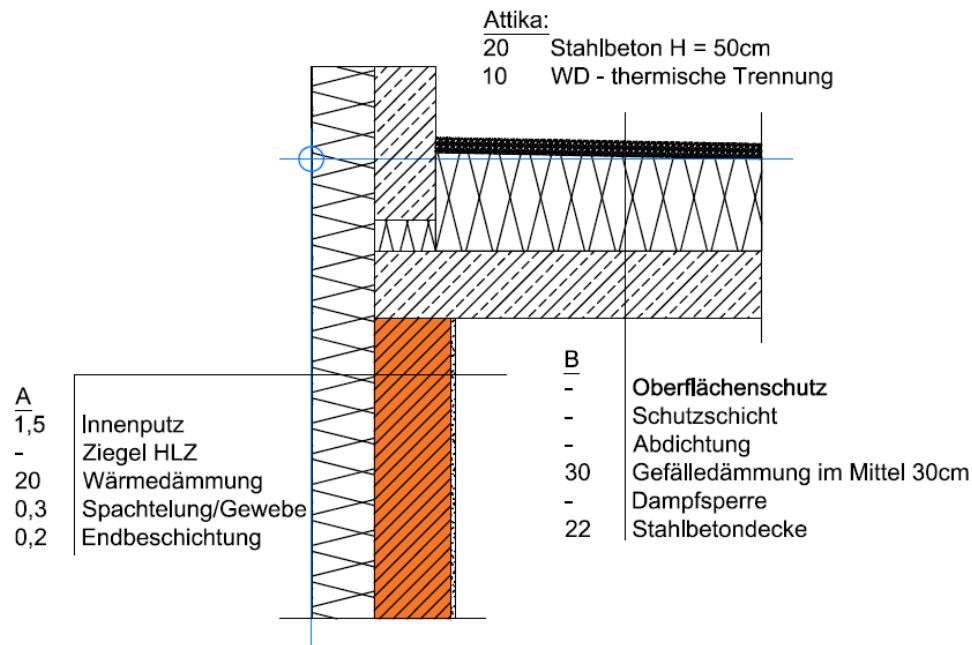 Attika:
20 Stahlbeton H = 50cm
10 WD - thermische Trennung
A
1,5 Innenputz
- Ziegel HLZ
20 Wärmedämmung
0,3 Spachtelung/Gewebe
0,2 Endbeschichtung
B
- Oberflächenschutz
- Schutzschicht
- Abdichtung
30 Gefälledämmung im Mittel 30cm
- Dampfsperre
22 Stahlbetondecke